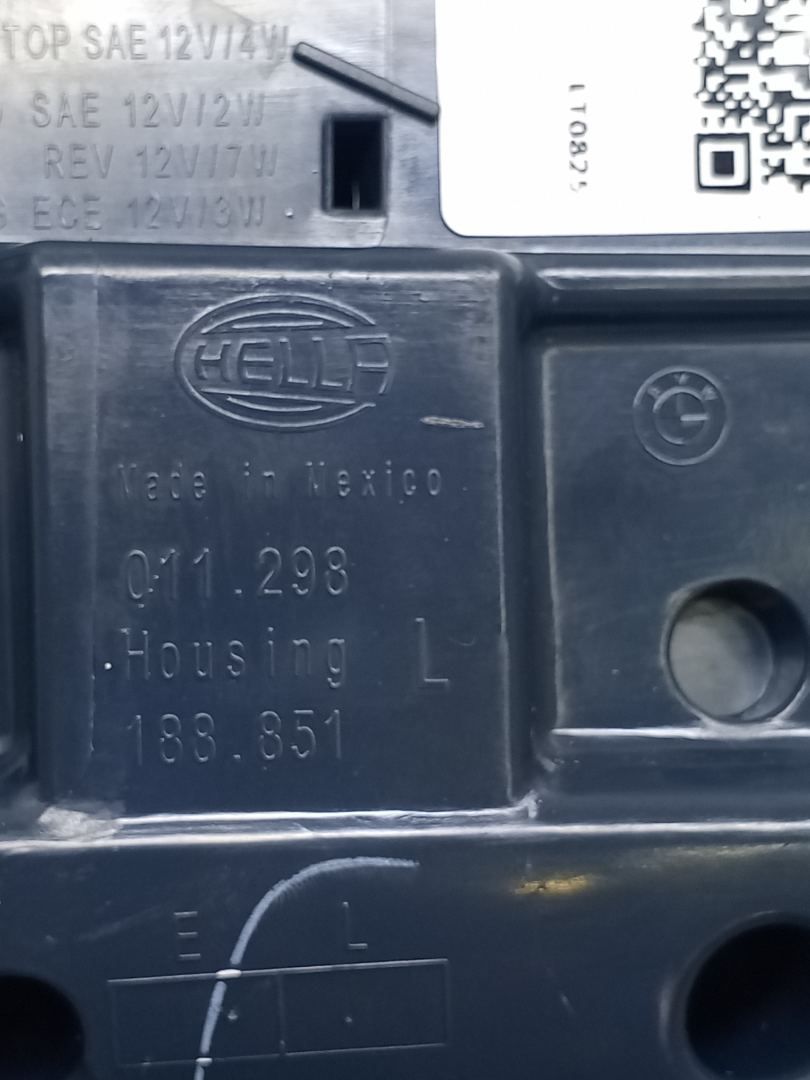 TOP SAE 12V/4W
SAE 12V/2W
REV 12V/7W
ECE 12V/3W
HELLA
Made in Mexico
011.298
Housing L
188.851
E L